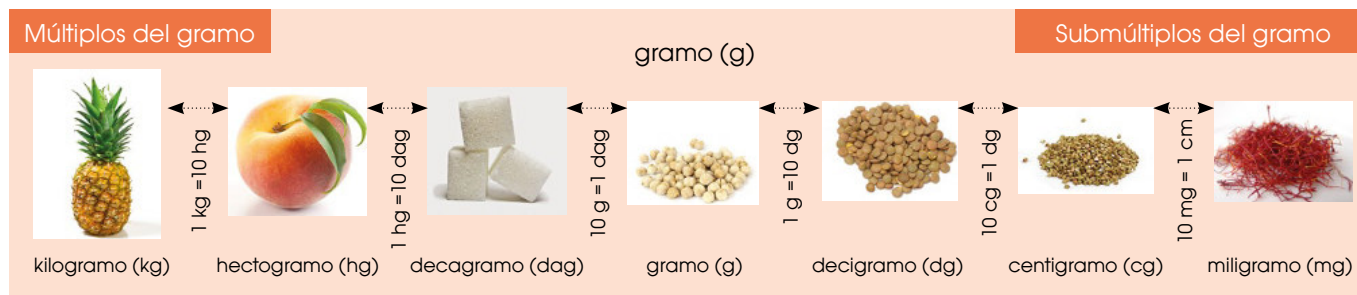 Múltiplos del gramo
Submúltiplos del gramo
gramo (g)
1 kg =10 hg
1 hg=10 dag
10 g=1 dag
1 g=10 dg
10 cg=1 dg
10 mg = 1 cm
kilogramo (kg)
hectogramo (hg)
decagramo (dag)
gramo (g)
decigramo (dg)
centigramo (cg)
miligramo (mg)